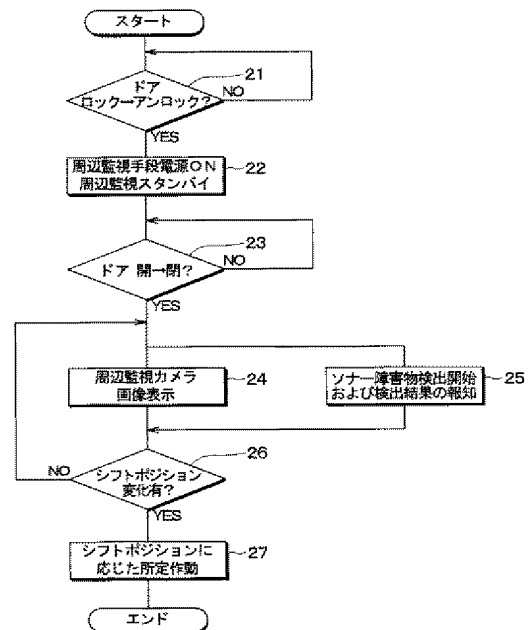 スタート
21
ドア
ロック→アンロック?
NO
YES
周辺監視手段電源ON
周辺監視スタンバイ
22
23
ドア 開→閉?
NO
YES
周辺監視カメラ
画像表示
24
ソナー障害物検出開始
および検出結果の報知
25
26
NO
シフトポジション
変化有?
YES
シフトポジションに
応じた所定作動
27
エンド